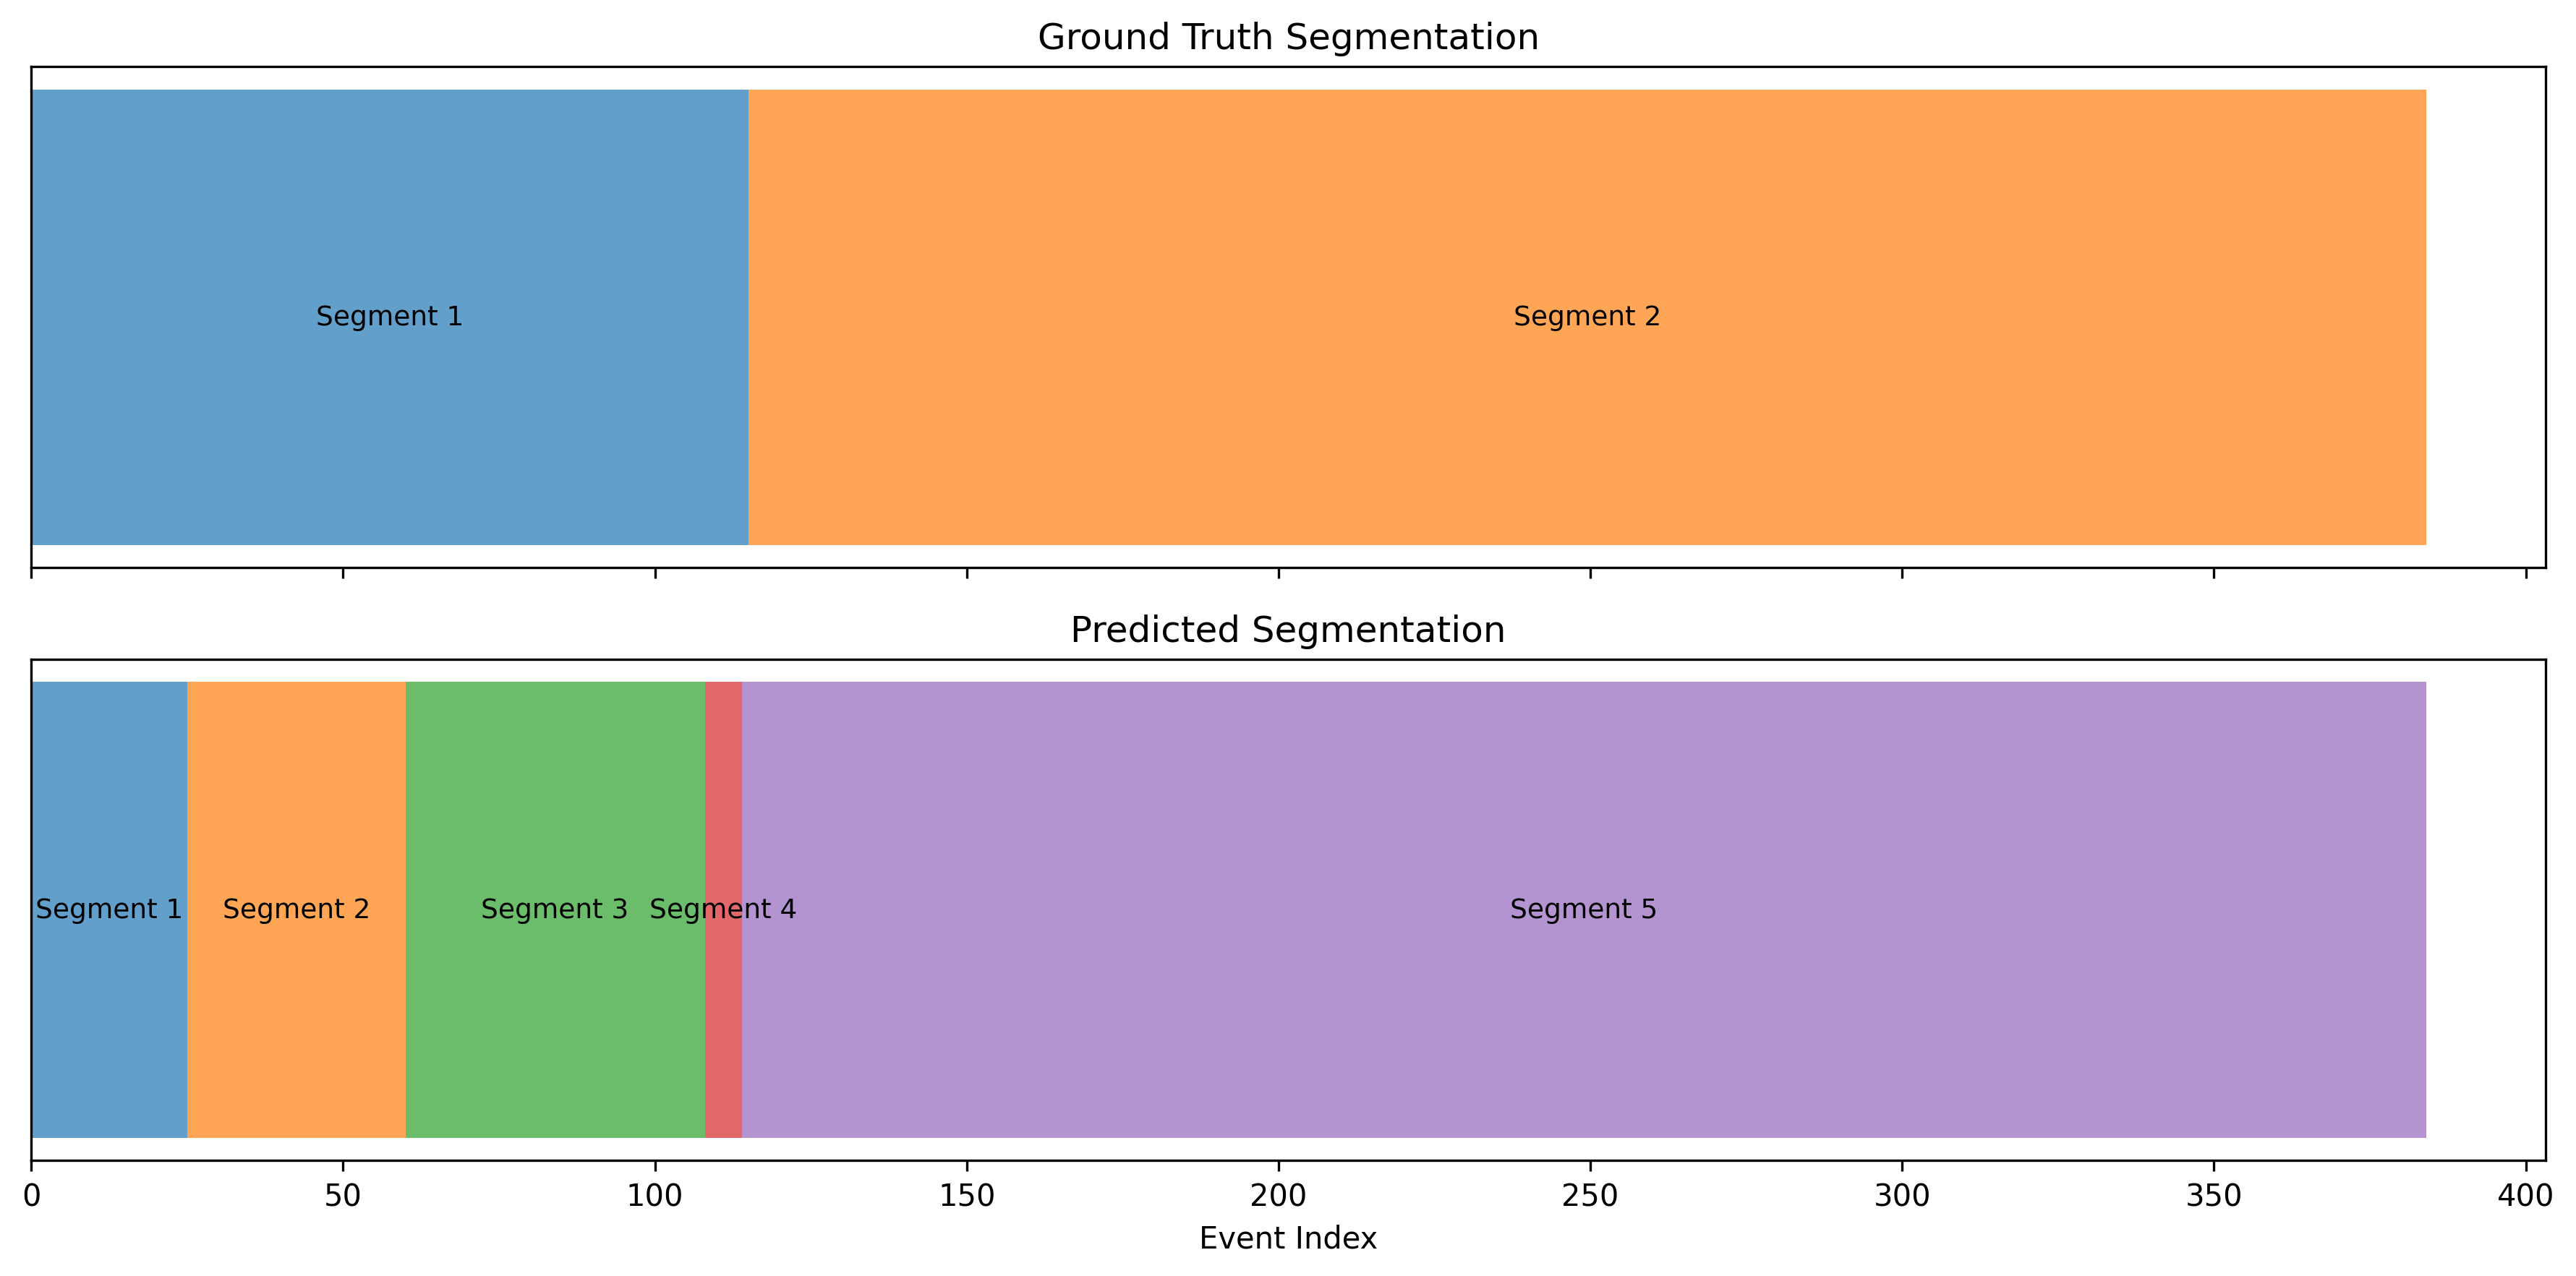 Ground Truth Segmentation
Segment 1 Segment 2
Predicted Segmentation
Segment 1 Segment 2 Segment 3 Segment 4 Segment 5
0 50 100 150 200 250 300 350 400
Event Index